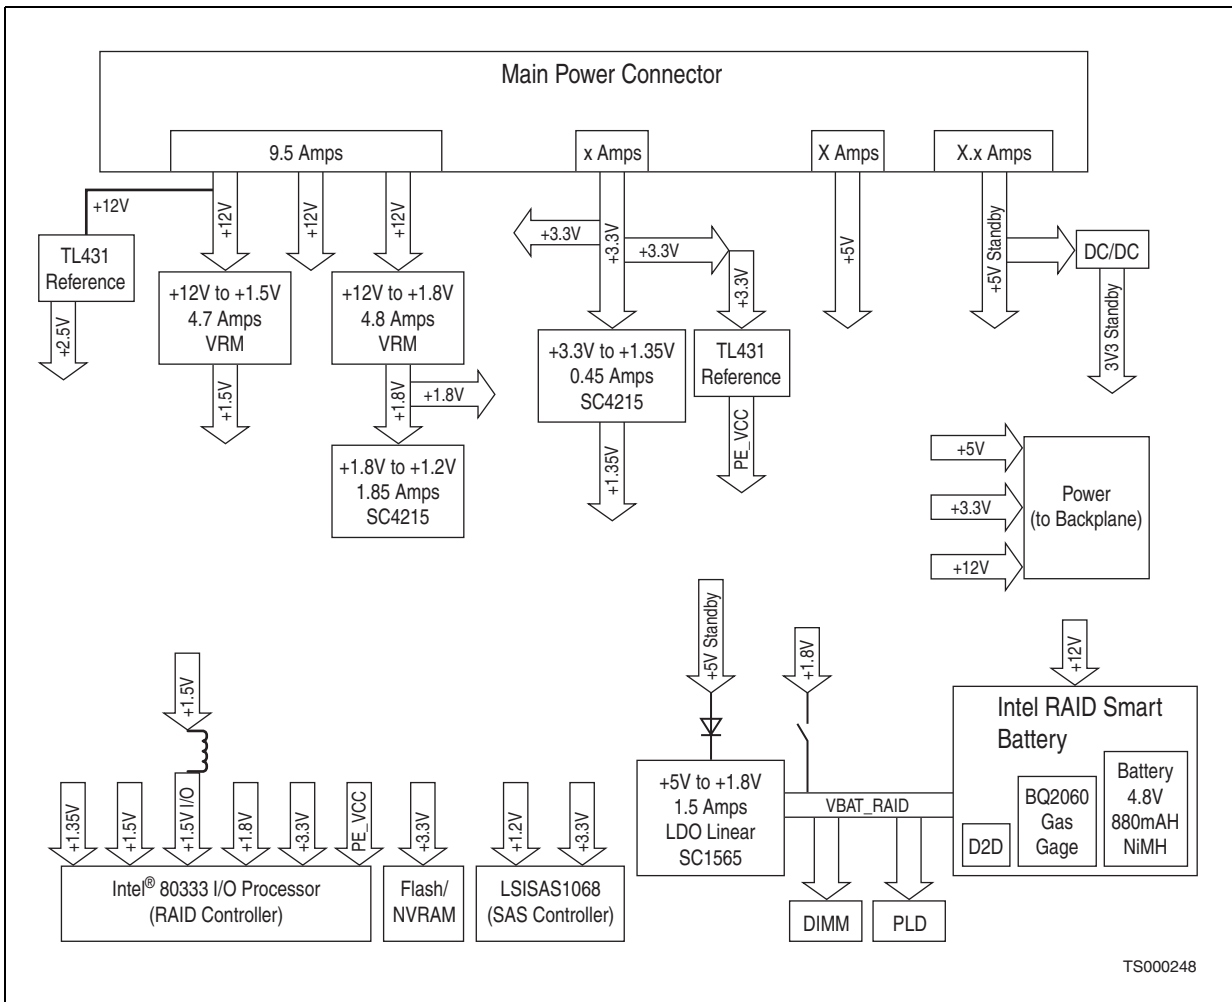 Main Power Connector
9.5 Amps
x Amps
X Amps
X.x Amps
+12V
+12V
+12V
+12V
+3.3V
+3.3V
+3.3V
+5V
+5V Standby
TL431
Reference
DC/DC
+2.5V
+12V to +1.5V
4.7 Amps
VRM
+12V to +1.8V
4.8 Amps
VRM
+3.3V
3V3 Standby
+3.3V to +1.35V
0.45 Amps
SC4215
TL431
Reference
+1.5V
+1.8V
+1.8V
+1.35V
PE_VCC
+1.8V to +1.2V
1.85 Amps
SC4215
+5V
+3.3V
+12V
Power
(to Backplane)
+5V Standby
+1.8V
+12V
+1.5V
Intel RAID Smart
Battery
+5V to +1.8V
1.5 Amps
LDO Linear
SC1565
VBAT_RAID
D2D
BQ2060
Gas
Gage
Battery
4.8V
880mAH
NiMH
+1.35V
+1.5V
+1.5V I/O
+1.8V
+3.3V
PE_VCC
+3.3V
+1.2V
+3.3V
Intel® 80333 I/O Processor
(RAID Controller)
Flash/
NVRAM
LSISAS1068
(SAS Controller)
DIMM
PLD
TS000248